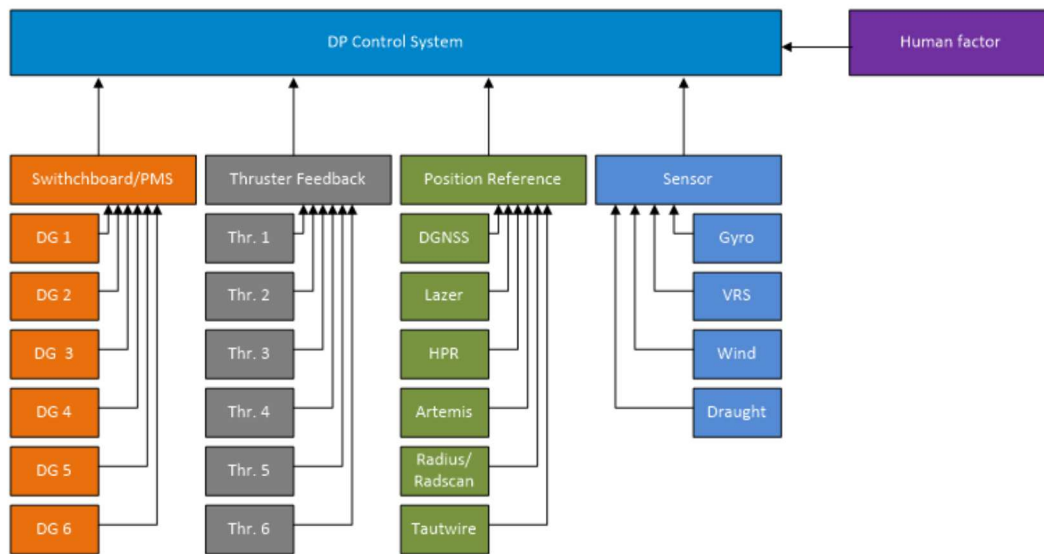 DP Control System
Human factor
Swithchboard/PMS
Thruster Feedback
Position Reference
Sensor
DG 1
Thr. 1
DGNSS
Gyro
DG 2
Thr. 2
Lazer
VRS
DG  3
Thr. 3
HPR
Wind
DG 4
Thr. 4
Artemis
Draught
DG 5
Thr. 5
Radius/
Radscan
DG 6
Thr. 6
Tautwire